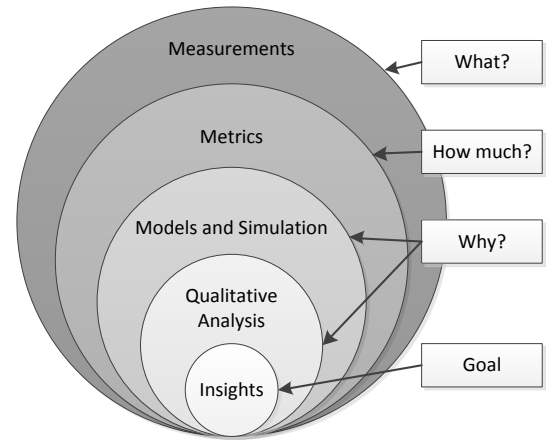 Measurements
What?
Metrics
How much?
Models and Simulation
Why?
Qualitative
Analysis
Goal
Insights